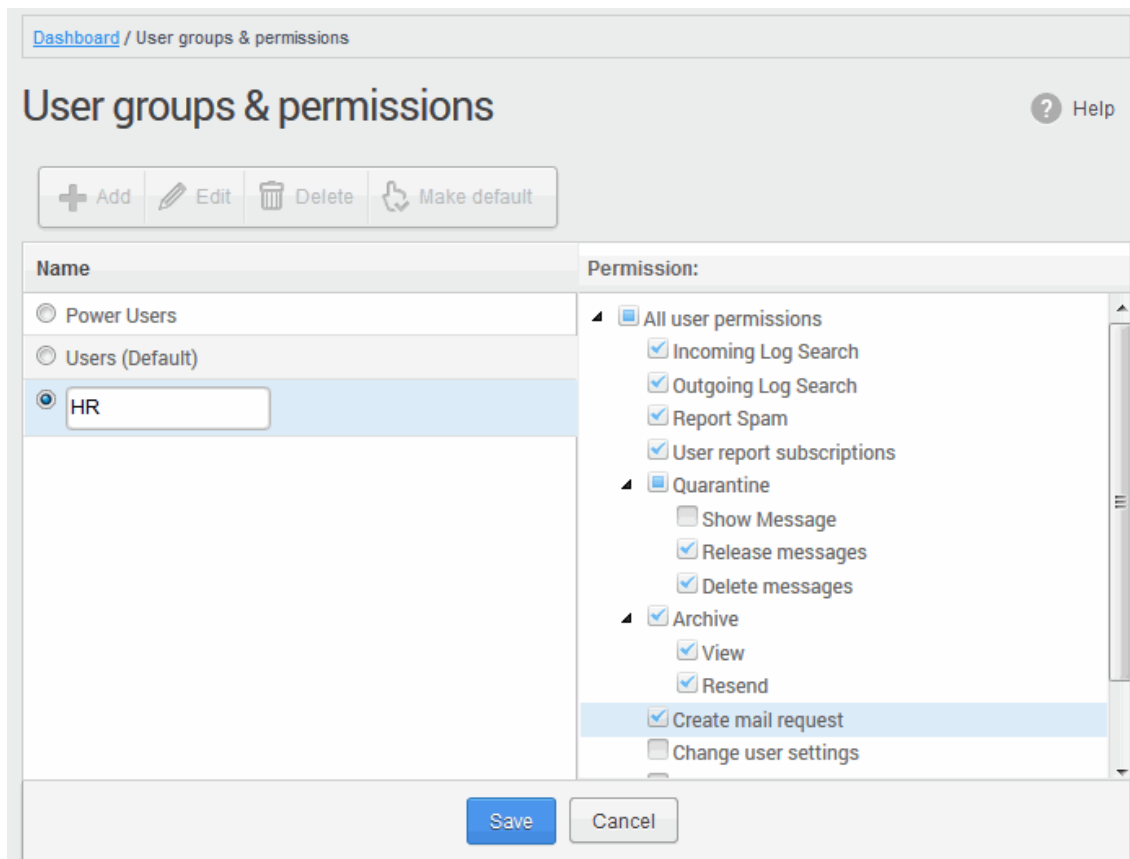 Dashboard / User groups & permissions
User groups & permissions
? Help
Add Edit Delete Make default
Name
Power Users
Users (Default)
HR
Permission:
All user permissions
Incoming Log Search
Outgoing Log Search
Report Spam
User report subscriptions
Quarantine
Show Message
Release messages
Delete messages
Archive
View
Resend
Create mail request
Change user settings
Save Cancel